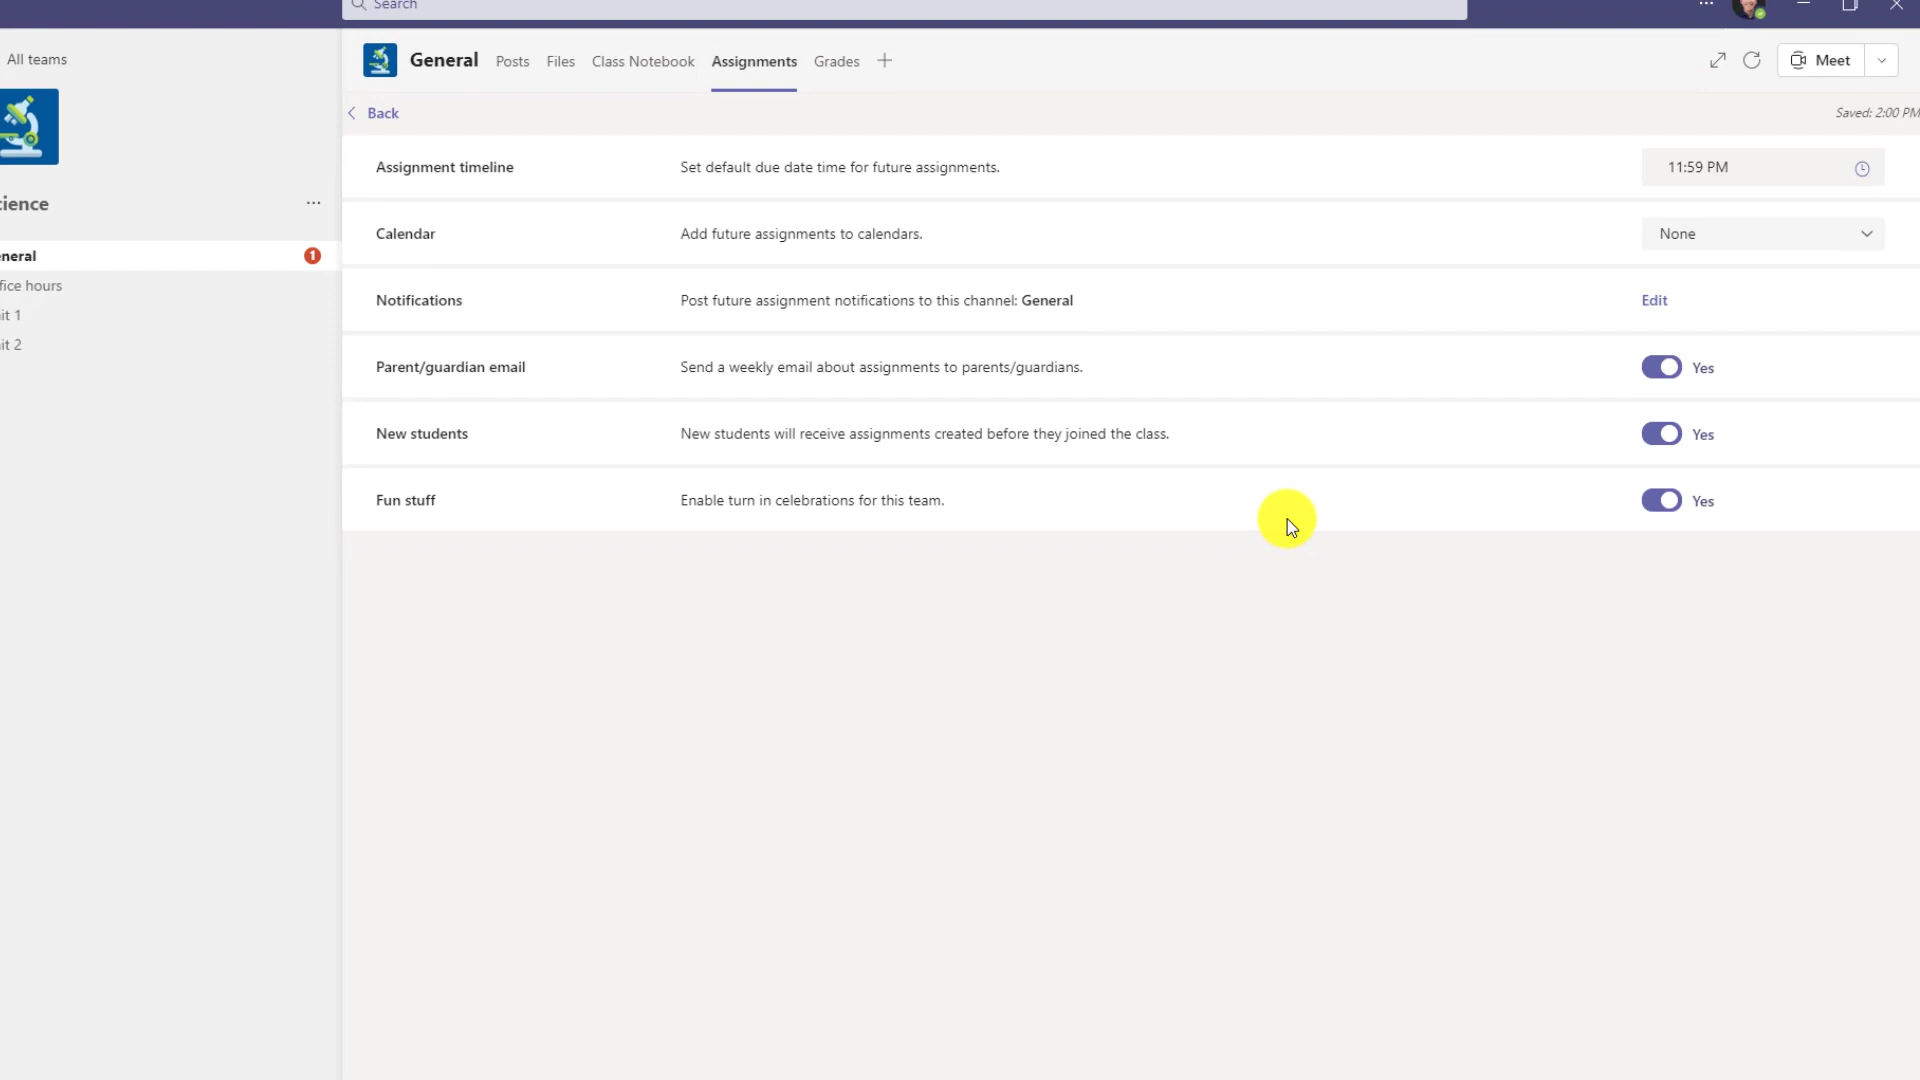 Search
All teams
General Posts Files Class Notebook Assignments Grades
Meet
Back
Saved: 2:00 PM
ience
Assignment timeline Set default due date time for future assignments. 11:59 PM
Calendar Add future assignments to calendars. None
neral 1
fice hours
it 1
it 2
Notifications Post future assignment notifications to this channel: General Edit
Parent/guardian email Send a weekly email about assignments to parents/guardians. Yes
New students New students will receive assignments created before they joined the class. Yes
Fun stuff Enable turn in celebrations for this team. Yes